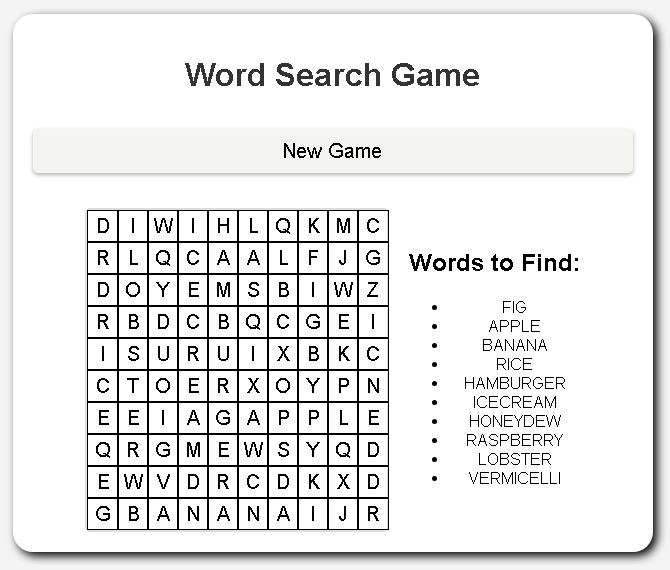 Word Search Game
New Game
D I W I H L Q K M C
R L Q C A A L F J G
D O Y E M S B I W Z
R B D C B Q C G E I
I S U R U I X B K C
C T O E R X O Y P N
E E I A G A P P L E
Q R G M E W S Y Q D
E W V D R C D K X D
G B A N A N A I J R
Words to Find:
FIG
APPLE
BANANA
RICE
HAMBURGER
ICECREAM
HONEYDEW
RASPBERRY
LOBSTER
VERMICELLI